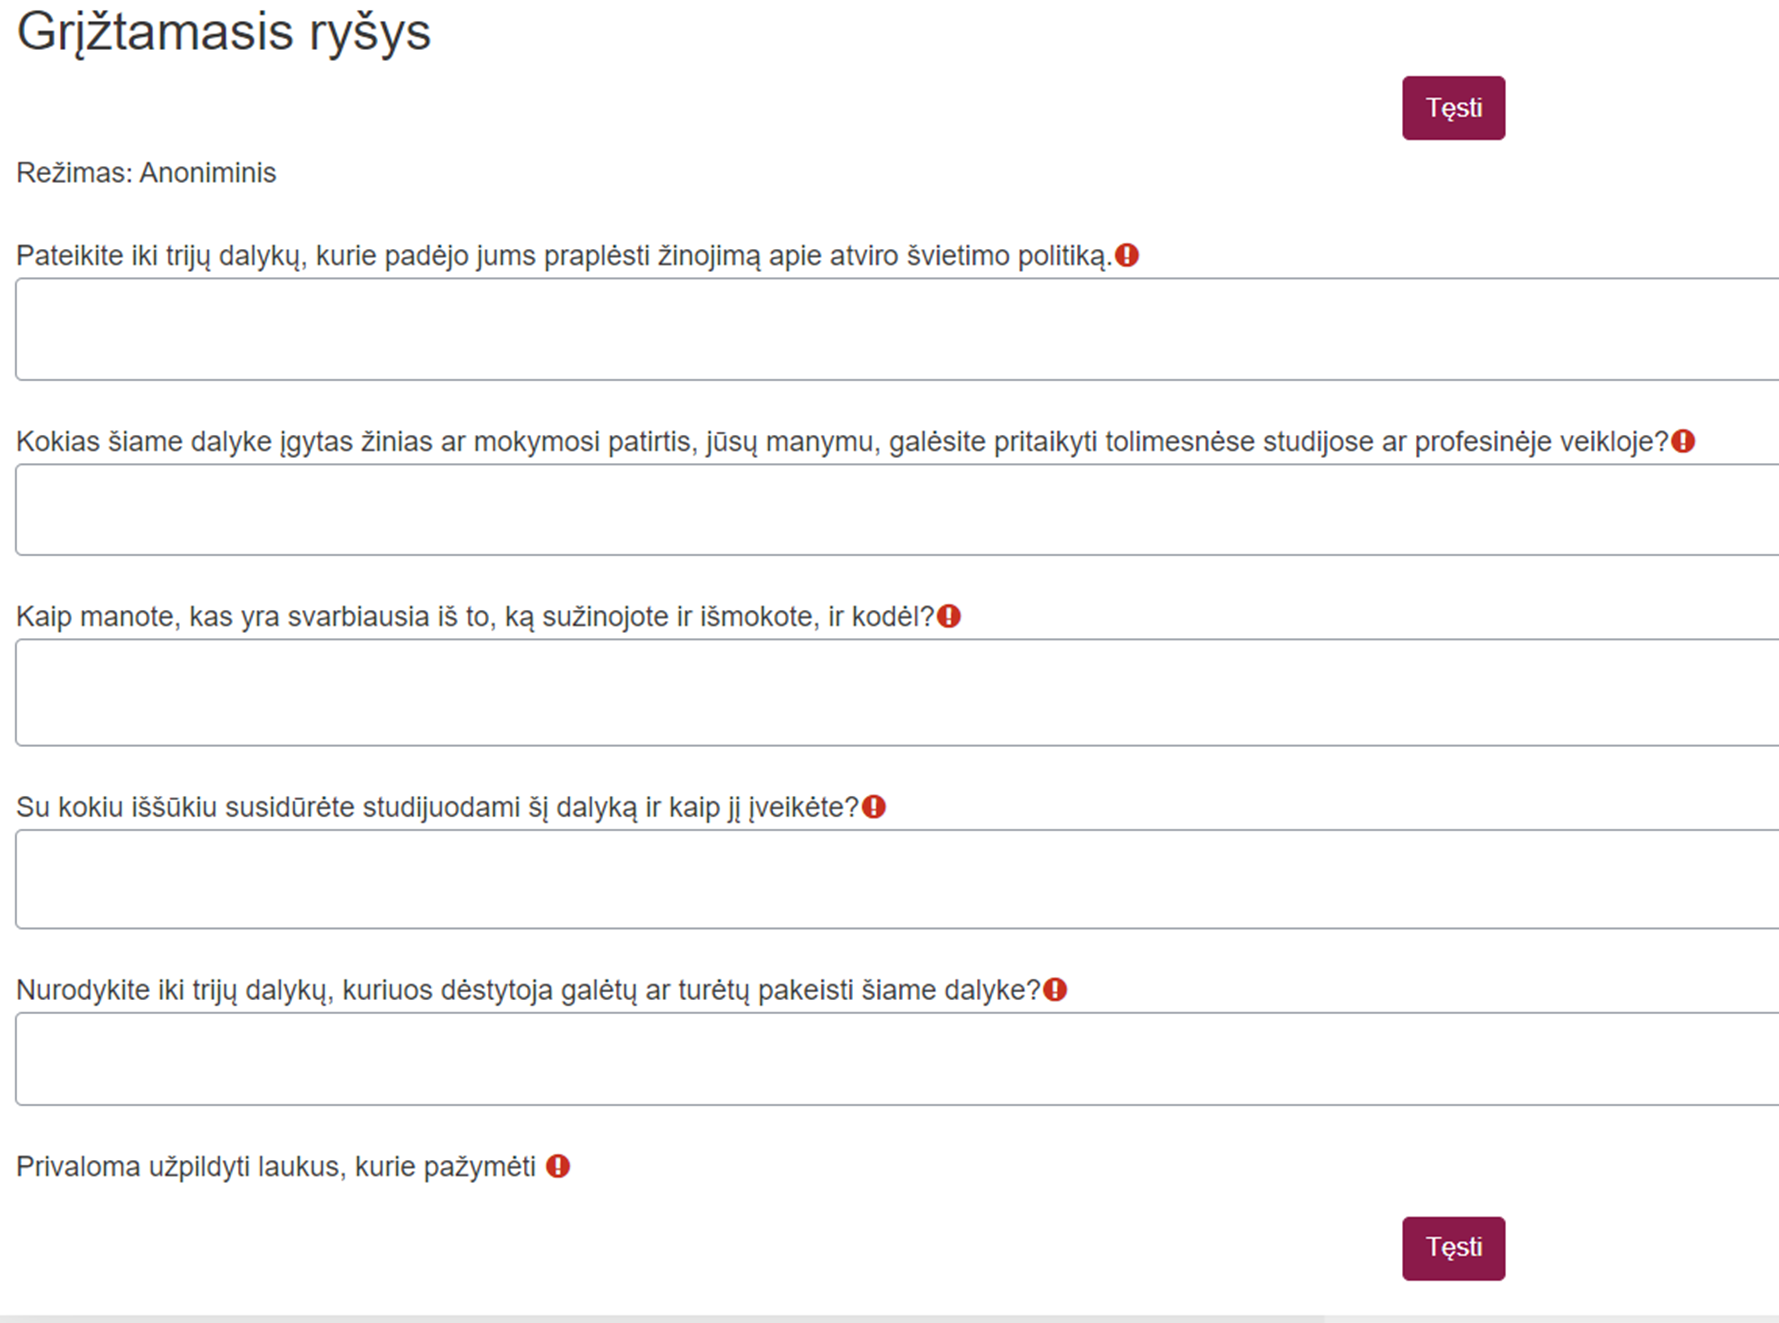 Grįžtamasis ryšys
Tęsti
Režimas: Anoniminis
Pateikite iki trijų dalykų, kurie padėjo jums praplėsti žinojimą apie atviro švietimo politiką.
Kokias šiame dalyke įgytas žinias ar mokymosi patirtis, jūsų manymu, galėsite pritaikyti tolimesnėse studijose ar profesinėje veikloje?
Kaip manote, kas yra svarbiausia iš to, ką sužinojote ir išmokote, ir kodėl?
Su kokiu iššūkiu susidūrėte studijuodami šį dalyką ir kaip jį įveikėte?
Nurodykite iki trijų dalykų, kuriuos dėstytoja galėtų ar turėtų pakeisti šiame dalyke?
Privaloma užpildyti laukus, kurie pažymėti
Tęsti